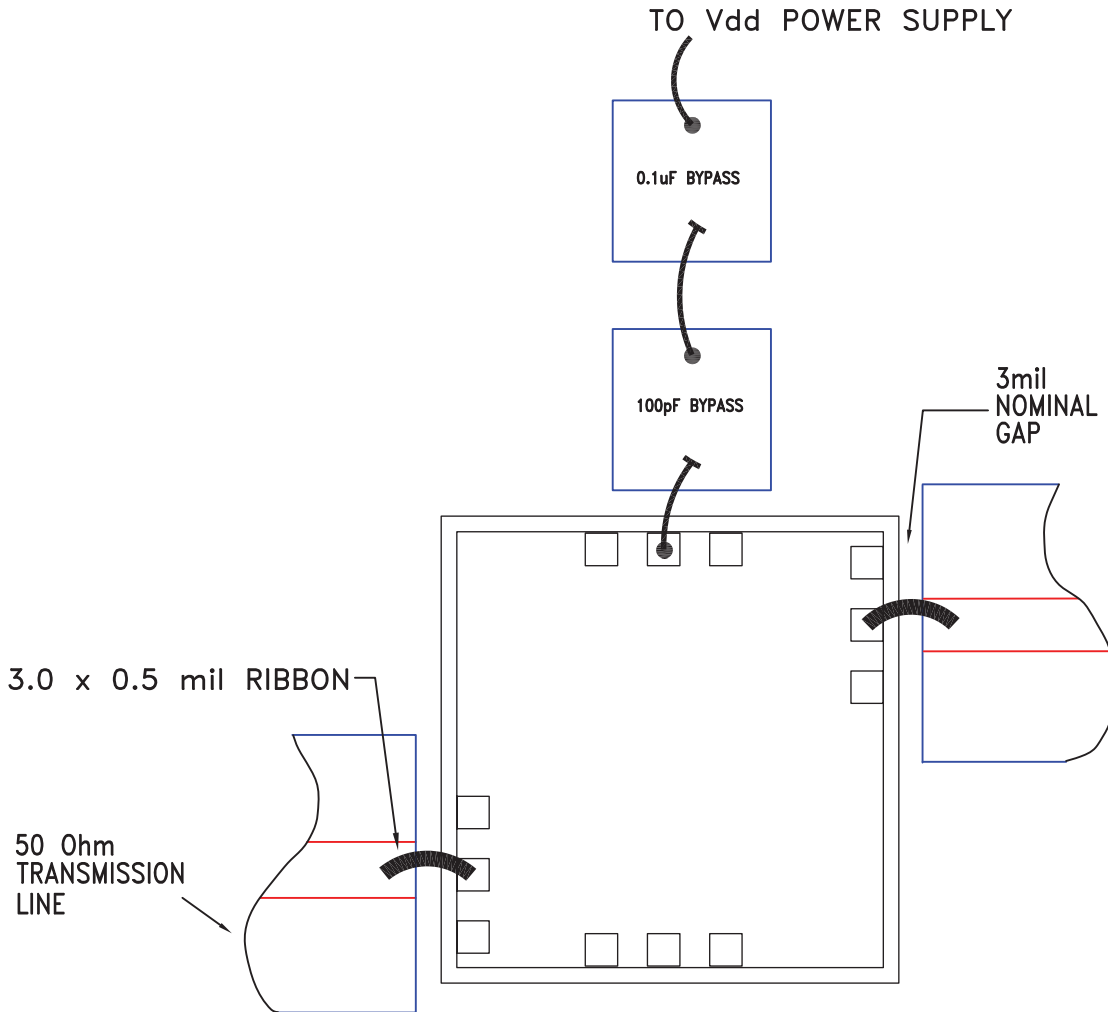 TO Vdd POWER SUPPLY
0.1uF BYPASS
100pF BYPASS
3mil
NOMINAL
GAP
3.0 x 0.5 mil RIBBON
50 Ohm
TRANSMISSION
LINE